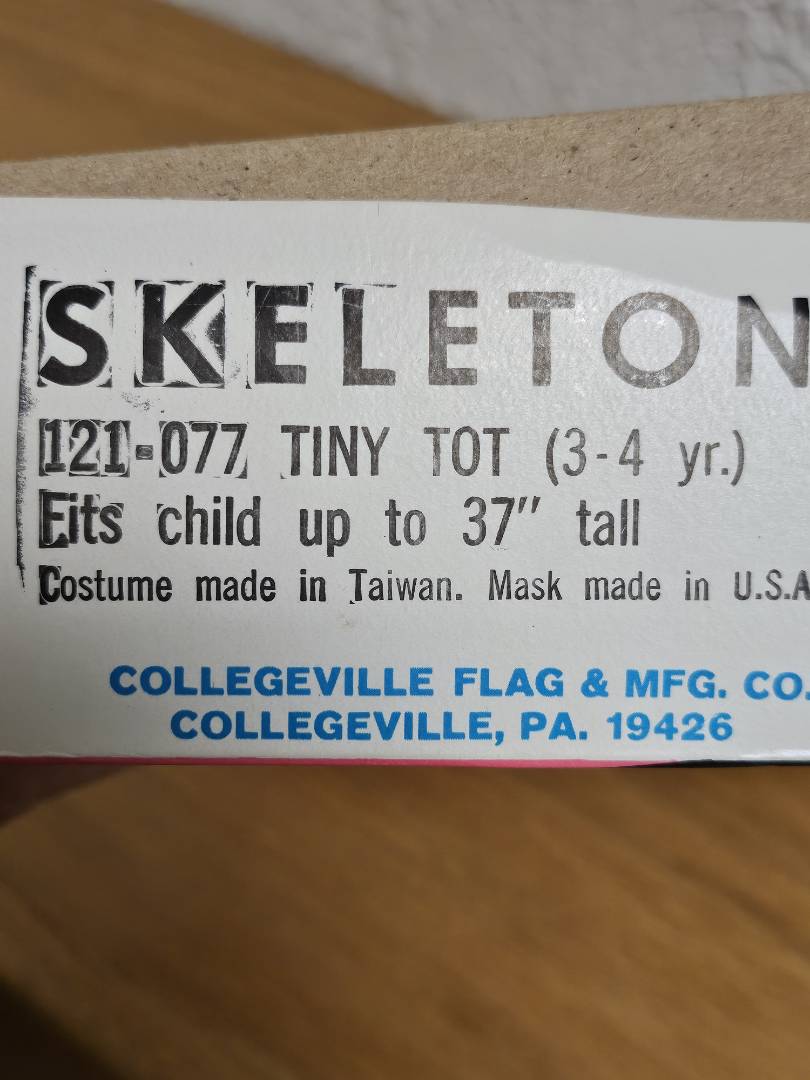 SKELETON
121-077 TINY TOT (3-4 yr.)
Fits child up to 37" tall
Costume made in Taiwan. Mask made in U.S.A
COLLEGEVILLE FLAG & MFG. CO.
COLLEGEVILLE, PA. 19426